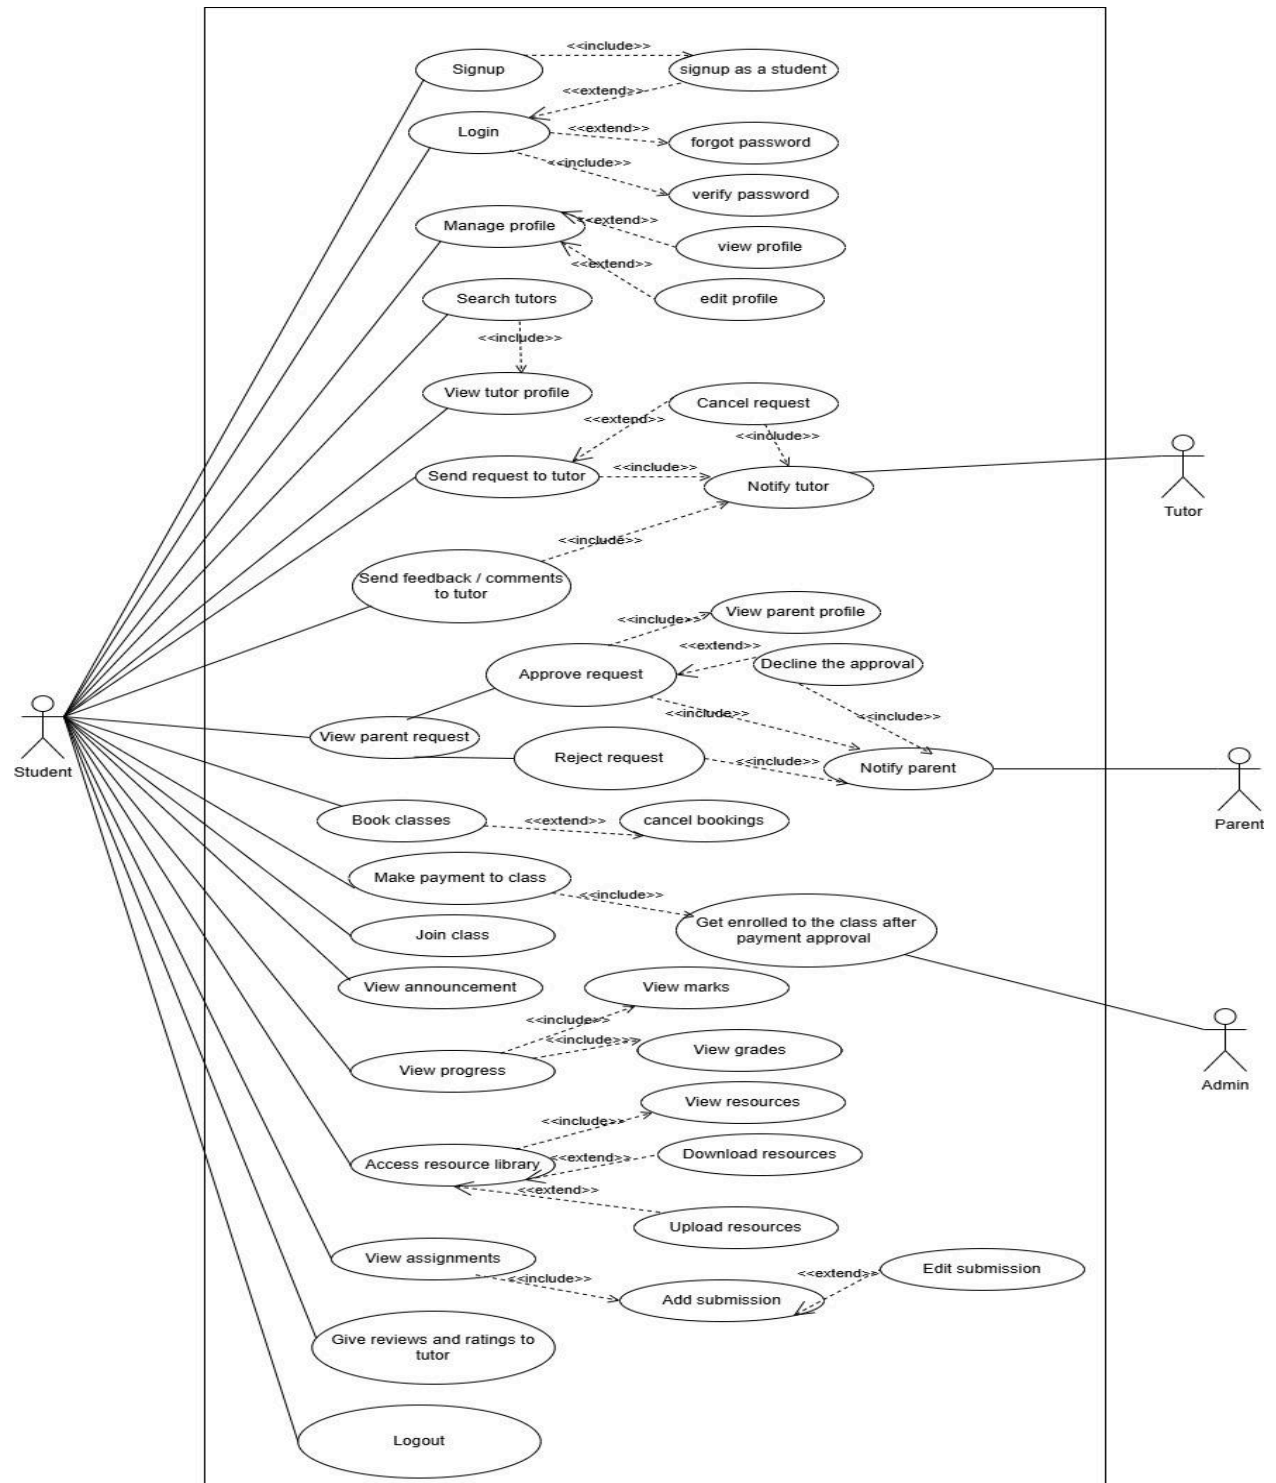 <<include>>
Signup
signup as a student
<<extend>>
Login
<<extend>>
forgot password
<<include>>
verify password
Manage profile
<<extend>>
view profile
<<extend>>
edit profile
Search tutors
<<include>>
View tutor profile
Cancel request
<<extend>>
<<include>>
Send request to tutor
<<include>>
Notify tutor
Tutor
<<include>>
Send feedback / comments
to tutor
View parent profile
<<include>>
<<extend>>
Decline the approval
Approve request
<<include>>
<<include>>
View parent request
Reject request
<<include>>
Notify parent
Student
Parent
Book classes
<<extend>>
cancel bookings
Make payment to class
<<include>>
Get enrolled to the class after
payment approval
Join class
View announcement
View marks
<<include>>
<<include>>
View grades
View progress
Admin
View resources
<<include>>
Access resource library
<<extend>>
Download resources
<<extend>>
Upload resources
View assignments
<<include>>
Add submission
<<extend>>
Edit submission
Give reviews and ratings to
tutor
Logout